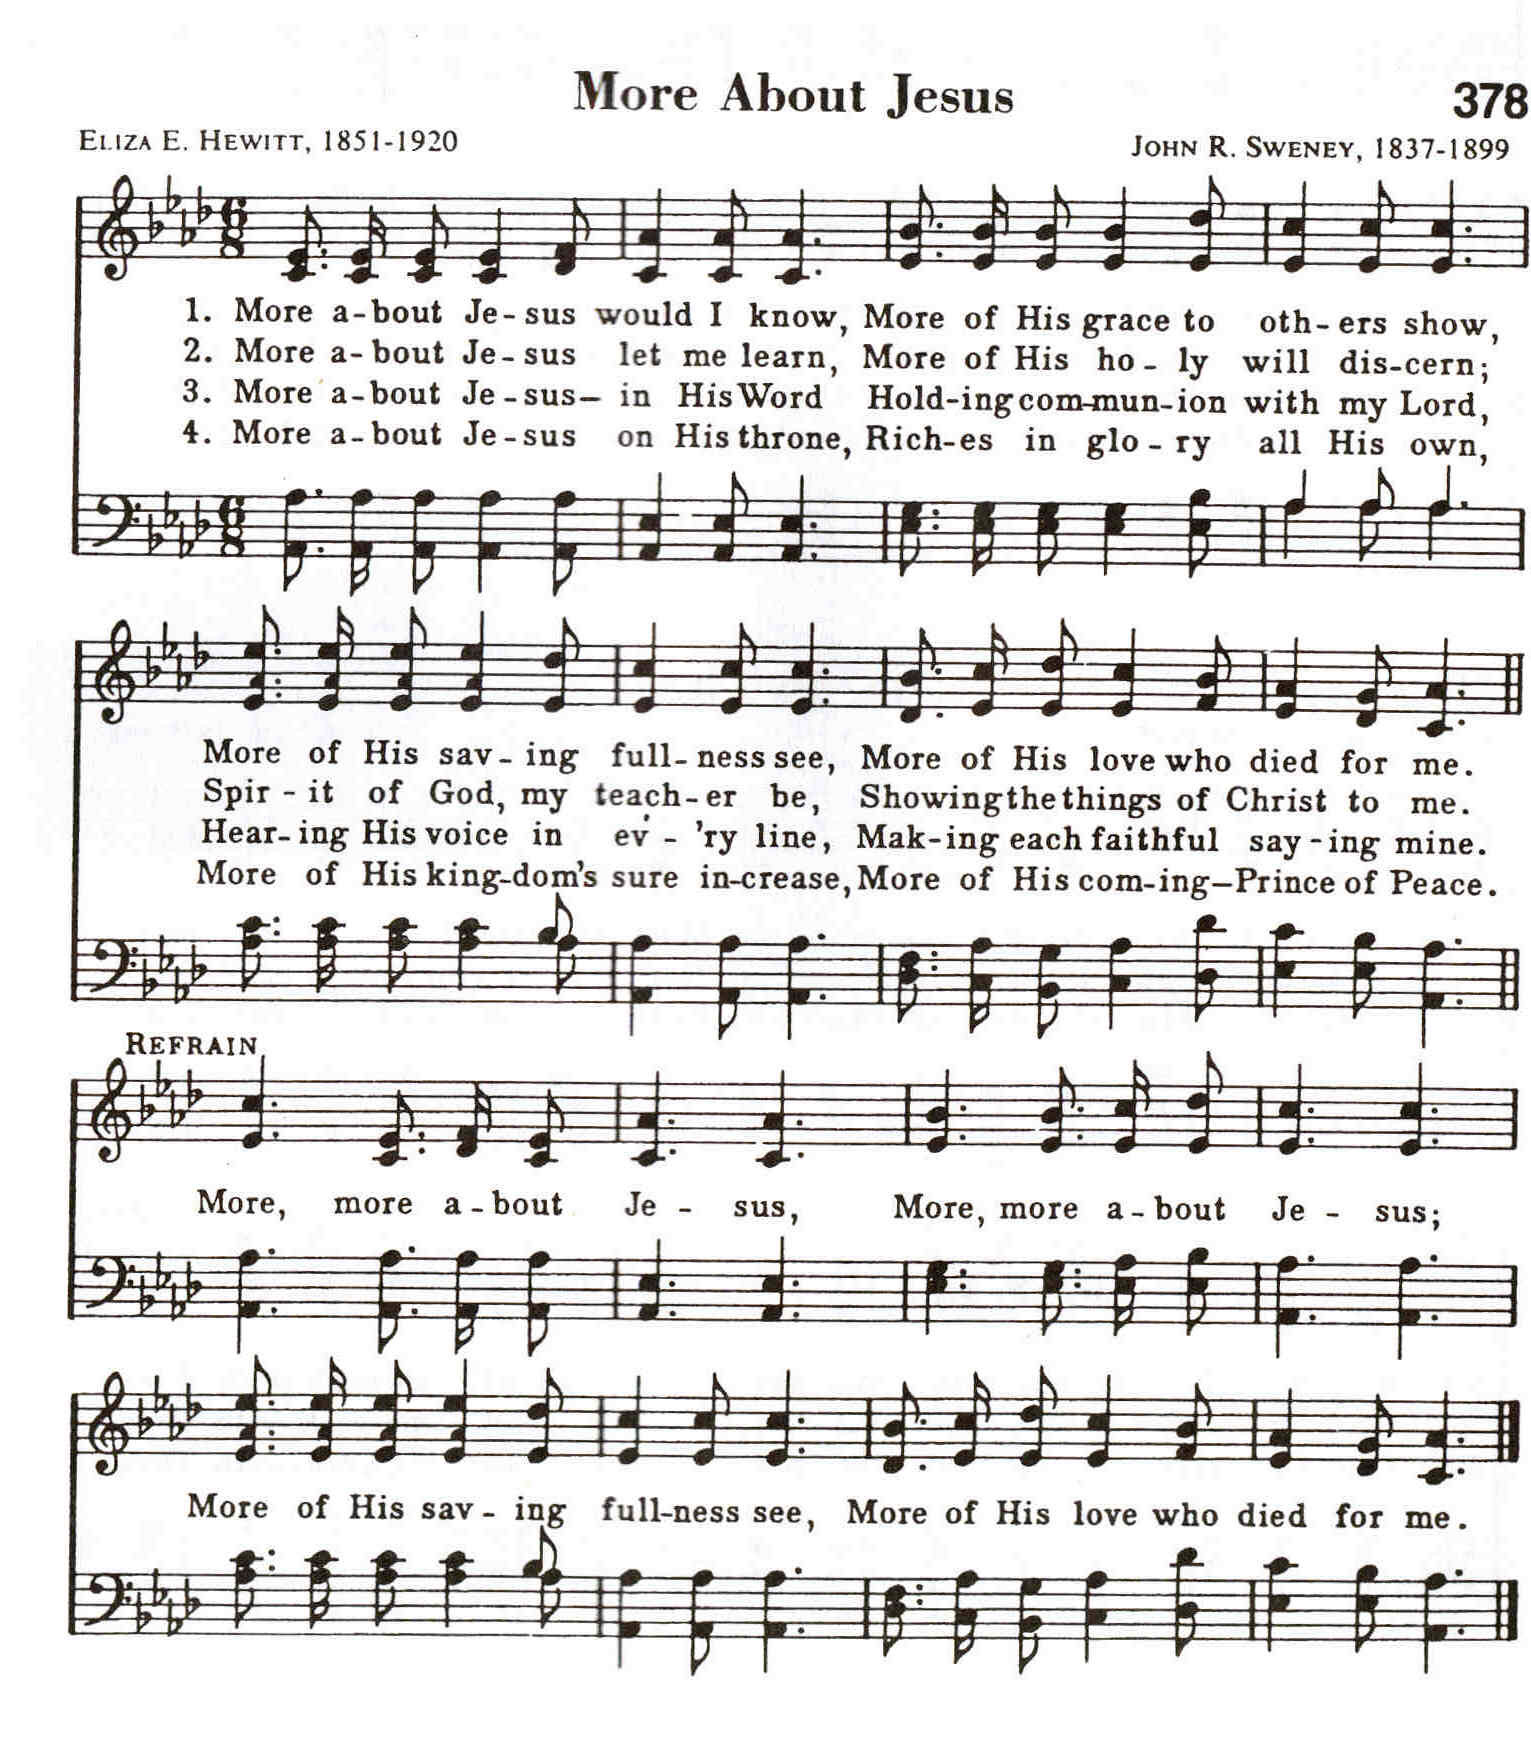 More About Jesus 378
ELIZA E. HEWITT, 1851-1920 JOHN R. SWENEY, 1837-1899
6/8
1. More a-bout Je-sus would I know, More of His grace to oth-ers show,
2. More a-bout Je-sus let me learn, More of His ho-ly will dis-cern;
3. More a-bout Je-sus— in His Word Hold-ing com-mun-ion with my Lord,
4. More a-bout Je-sus on His throne, Rich-es in glo-ry all His own,
6/8
More of His sav-ing full-ness see, More of His love who died for me.
Spir-it of God, my teach-er be, Showing the things of Christ to me.
Hear-ing His voice in ev-'ry line, Mak-ing each faithful say-ing mine.
More of His king-dom's sure in-crease, More of His com-ing—Prince of Peace.
REFRAIN
More, more a-bout Je-sus, More, more a-bout Je-sus;
More of His sav-ing full-ness see, More of His love who died for me.